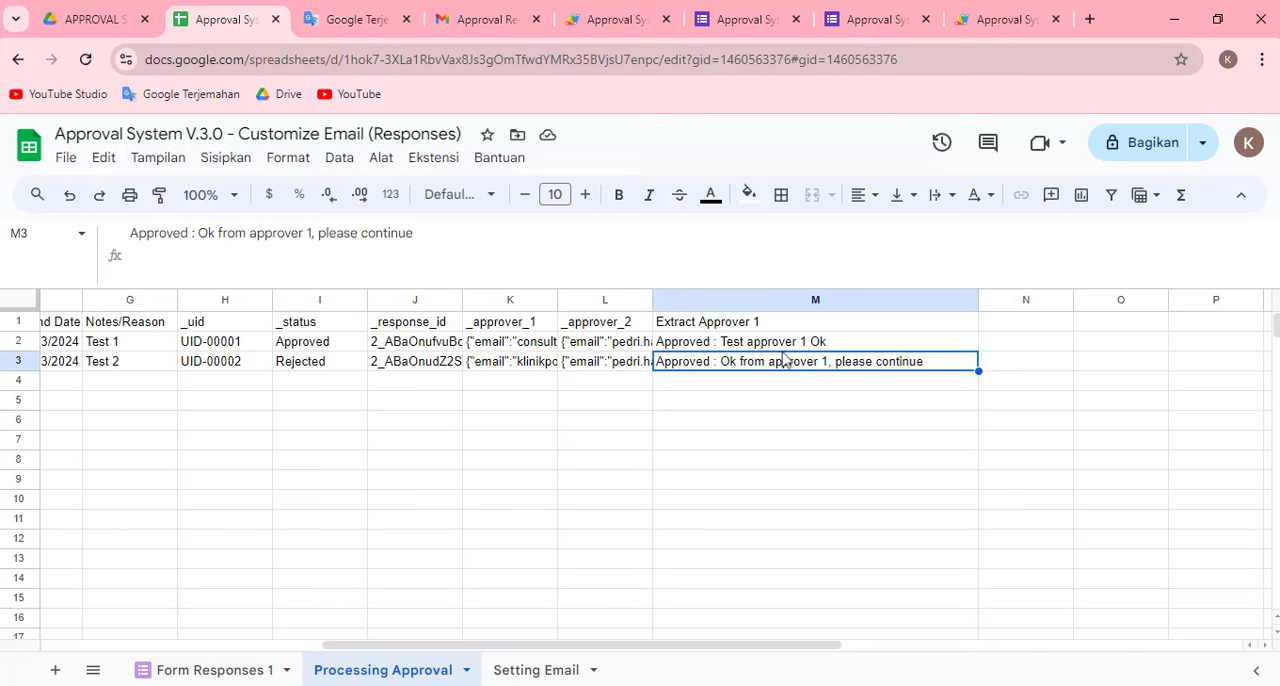 APPROVAL S
Approval Sys
Google Terje
Approval Re
Approval Sy
Approval Sy
Approval Sy
Approval Sy
docs.google.com/spreadsheets/d/1hok7-3XLa1RbvVax8Js3gOmTfwdYMRx35BVjsU7enpc/edit?gid=1460563376#gid=1460563376
K
YouTube Studio Google Terjemahan Drive YouTube
Approval System V.3.0 - Customize Email (Responses)
File Edit Tampilan Sisipkan Format Data Alat Ekstensi Bantuan
Bagikan
K
100% $ % .0 .00 123 Defaul... − 10 + B I A Σ
M3
Approved : Ok from approver 1, please continue
fx
G H I J K L M N O P
1 nd Date Notes/Reason _uid _status _response_id _approver_1 _approver_2 Extract Approver 1
2 3/2024 Test 1 UID-00001 Approved 2_ABaOnufvuBc {"email":"consult {"email":"pedri.ha Approved : Test approver 1 Ok
3 3/2024 Test 2 UID-00002 Rejected 2_ABaOnudZ2S {"email":"klinikpo {"email":"pedri.ha Approved : Ok from approver 1, please continue
4
5
6
7
8
9
10
11
12
13
14
15
16
17
Form Responses 1 Processing Approval Setting Email